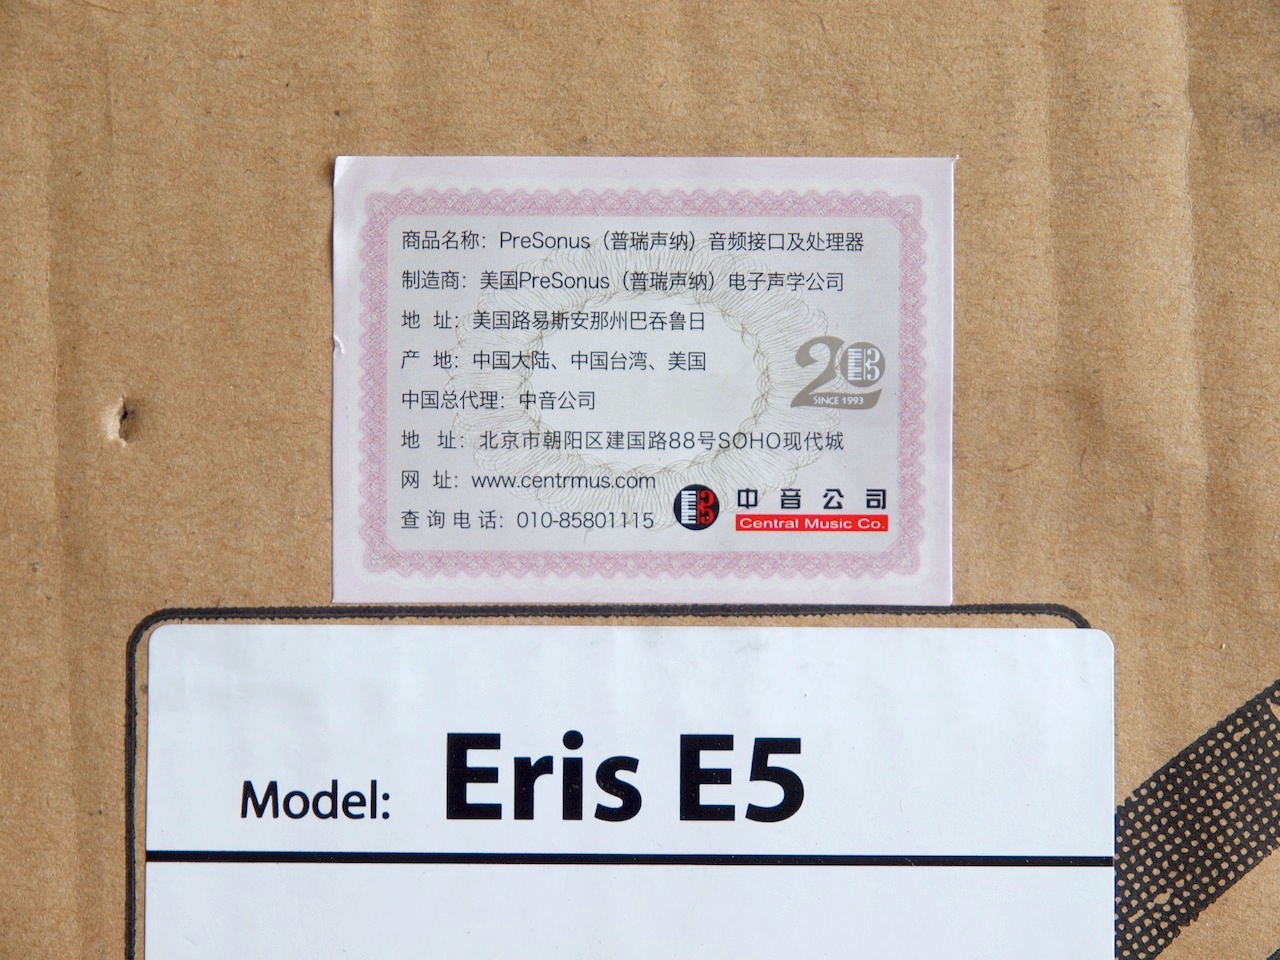 商品名称：PreSonus（普瑞声纳）音频接口及处理器
制造商：美国PreSonus（普瑞声纳）电子声学公司
地 址：美国路易斯安那州巴吞鲁日
产 地：中国大陆、中国台湾、美国
中国总代理：中音公司
地 址：北京市朝阳区建国路88号SOHO现代城
网 址：www.centrmus.com
查询电话：010-85801115
20
SINCE 1993
中音公司
Central Music Co.
Model: Eris E5